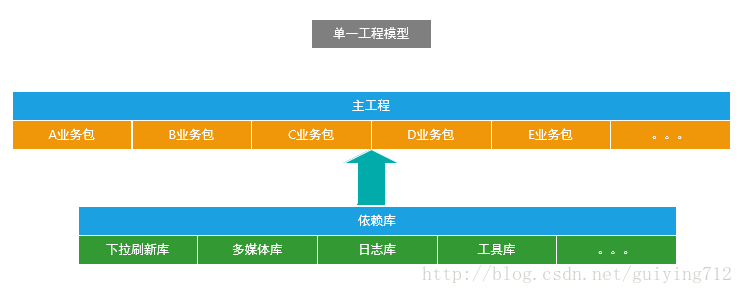 单一工程模型
主工程
A业务包 B业务包 C业务包 D业务包 E业务包 。。。
依赖库
下拉刷新库 多媒体库 日志库 工具库 。。。
http://blog.csdn.net/guiying712